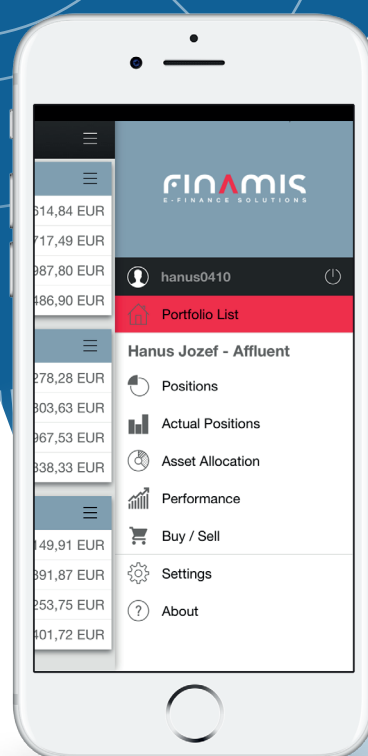 FINAMIS
E-FINANCE SOLUTIONS
hanus0410
Portfolio List
Hanus Jozef - Affluent
Positions
Actual Positions
Asset Allocation
Performance
Buy / Sell
Settings
? About
614,84 EUR
717,49 EUR
987,80 EUR
486,90 EUR
278,28 EUR
303,63 EUR
967,53 EUR
338,33 EUR
149,91 EUR
391,87 EUR
253,75 EUR
401,72 EUR